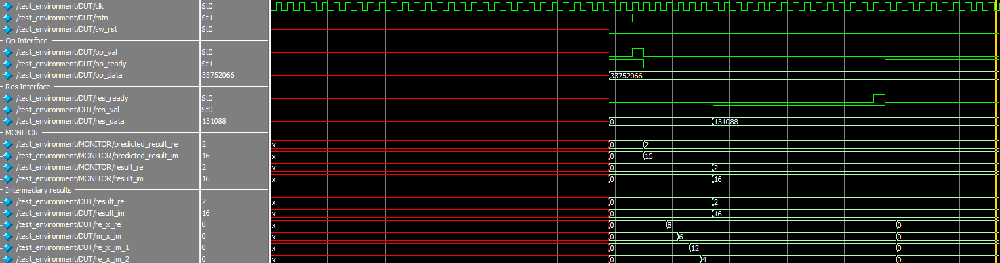 /test_environment/DUT/clk St0
/test_environment/DUT/rstn St1
/test_environment/DUT/sw_rst St0
Op Interface
/test_environment/DUT/op_val St0
/test_environment/DUT/op_ready St1
/test_environment/DUT/op_data 33752066 33752066
Res Interface
/test_environment/DUT/res_ready St0
/test_environment/DUT/res_val St0
/test_environment/DUT/res_data 131088 0 131088
MONITOR
/test_environment/MONITOR/predicted_result_re 2 x 0 2
/test_environment/MONITOR/predicted_result_im 16 x 0 16
/test_environment/MONITOR/result_re 2 x 0 2
/test_environment/MONITOR/result_im 16 x 0 16
Intermediary results
/test_environment/DUT/result_re 2 x 0 2
/test_environment/DUT/result_im 16 x 0 16
/test_environment/DUT/re_x_re 0 x 0 8 0
/test_environment/DUT/im_x_im 0 x 0 6 0
/test_environment/DUT/re_x_im_1 0 x 0 12 0
/test_environment/DUT/re_x_im_2 0 x 0 4 0